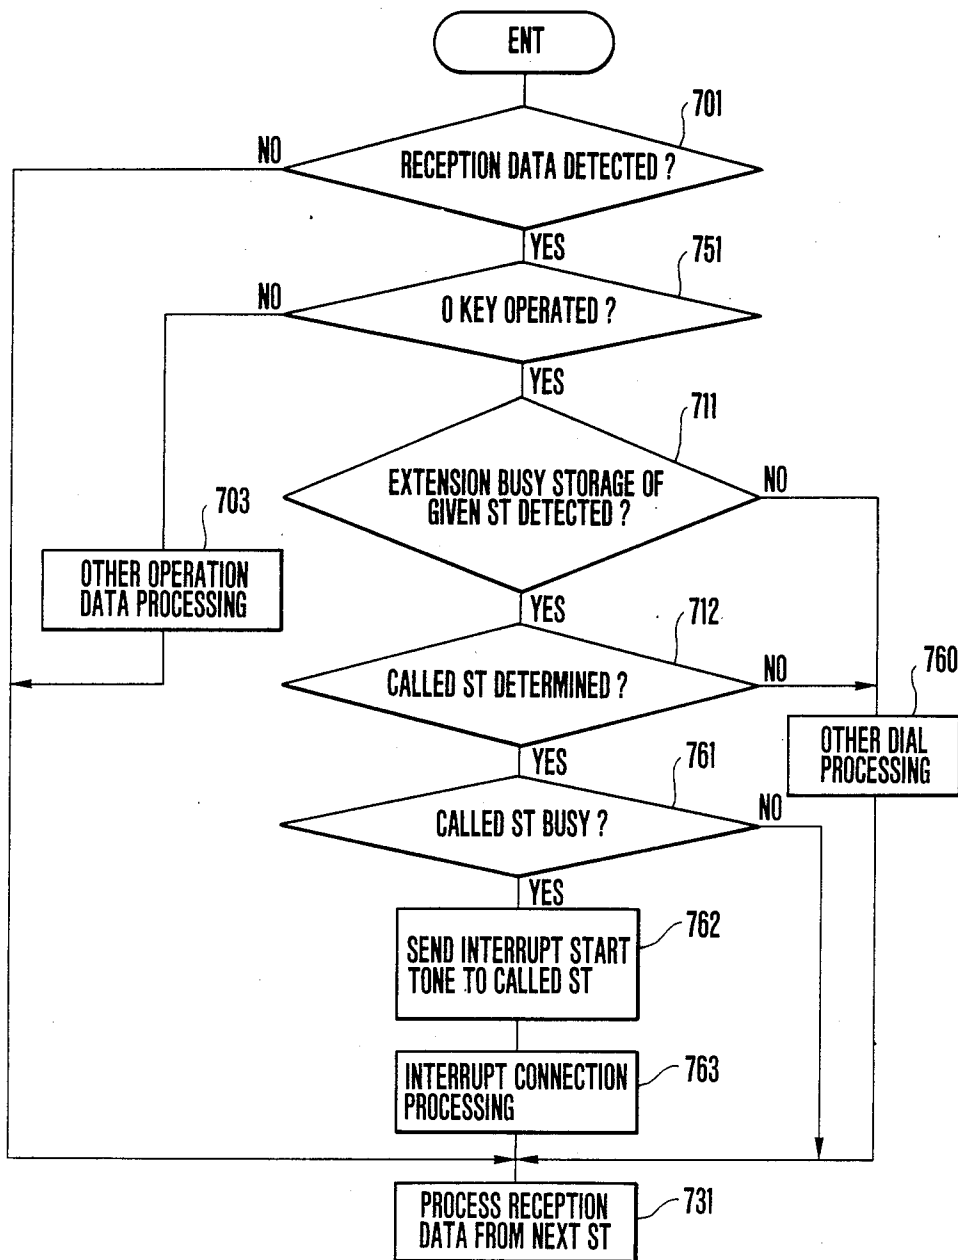 ENT
701
NO
RECEPTION DATA DETECTED ?
YES
751
NO
0 KEY OPERATED ?
YES
711
NO
EXTENSION BUSY STORAGE OF
GIVEN ST DETECTED ?
703
OTHER OPERATION
DATA PROCESSING
YES
712
NO
CALLED ST DETERMINED ?
760
OTHER DIAL
PROCESSING
YES
761
NO
CALLED ST BUSY ?
YES
762
SEND INTERRUPT START
TONE TO CALLED ST
763
INTERRUPT CONNECTION
PROCESSING
731
PROCESS RECEPTION
DATA FROM NEXT ST